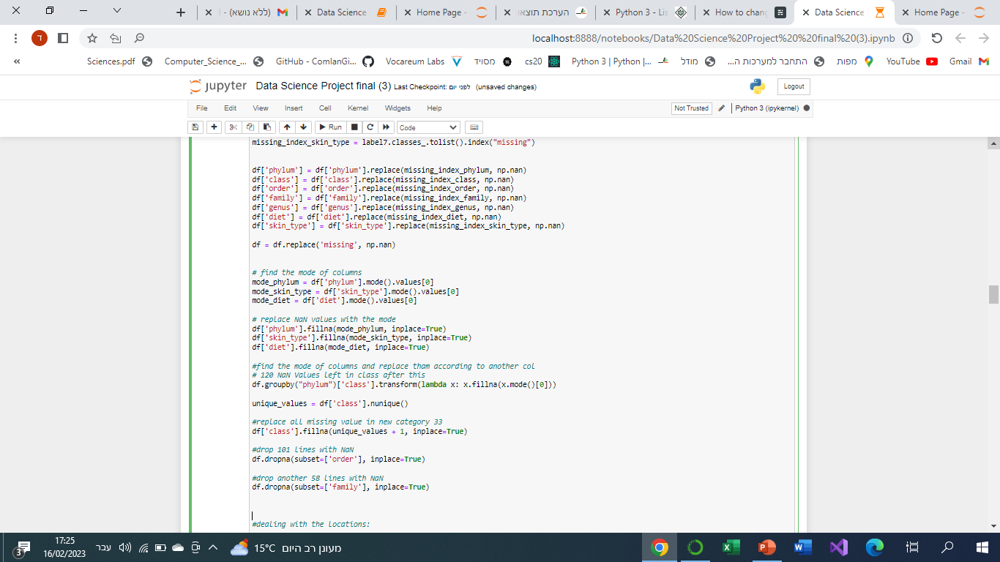 (ללא נושא) - i
Data Science
Home Page -
הערכת תוצאו
Python 3 - Lis
How to chang
Data Science
Home Page -
ד
localhost:8888/notebooks/Data%20Science%20Project%20%20final%20(3).ipynb
«
Sciences.pdf
Computer_Science_...
GitHub - ComlanGi...
Vocareum Labs
מסויד
cs20
Python 3 | Python |...
מודל
התחבר למערכות ה...
מפות
YouTube
Gmail
jupyter Data Science Project final (3) Last Checkpoint: לפני יום (unsaved changes)
Logout
File Edit View Insert Cell Kernel Widgets Help
Not Trusted
Python 3 (ipykernel)
Run
Code
missing_index_skin_type = label7.classes_.tolist().index("missing")
df['phylum'] = df['phylum'].replace(missing_index_phylum, np.nan)
df['class'] = df['class'].replace(missing_index_class, np.nan)
df['order'] = df['order'].replace(missing_index_order, np.nan)
df['family'] = df['family'].replace(missing_index_family, np.nan)
df['genus'] = df['genus'].replace(missing_index_genus, np.nan)
df['diet'] = df['diet'].replace(missing_index_diet, np.nan)
df['skin_type'] = df['skin_type'].replace(missing_index_skin_type, np.nan)
df = df.replace('missing', np.nan)
# find the mode of columns
mode_phylum = df['phylum'].mode().values[0]
mode_skin_type = df['skin_type'].mode().values[0]
mode_diet = df['diet'].mode().values[0]
# replace NaN values with the mode
df['phylum'].fillna(mode_phylum, inplace=True)
df['skin_type'].fillna(mode_skin_type, inplace=True)
df['diet'].fillna(mode_diet, inplace=True)
#find the mode of columns and replace tham according to another col
# 120 NaN Values left in class after this
df.groupby("phylum")['class'].transform(lambda x: x.fillna(x.mode()[0]))
unique_values = df['class'].nunique()
#replace all missing value in new category 33
df['class'].fillna(unique_values + 1, inplace=True)
#drop 101 lines with NaN
df.dropna(subset=['order'], inplace=True)
#drop another 58 lines with NaN
df.dropna(subset=['family'], inplace=True)
#dealing with the locations:
3
17:25
16/02/2023
עבר
15°C מעונן רב היום